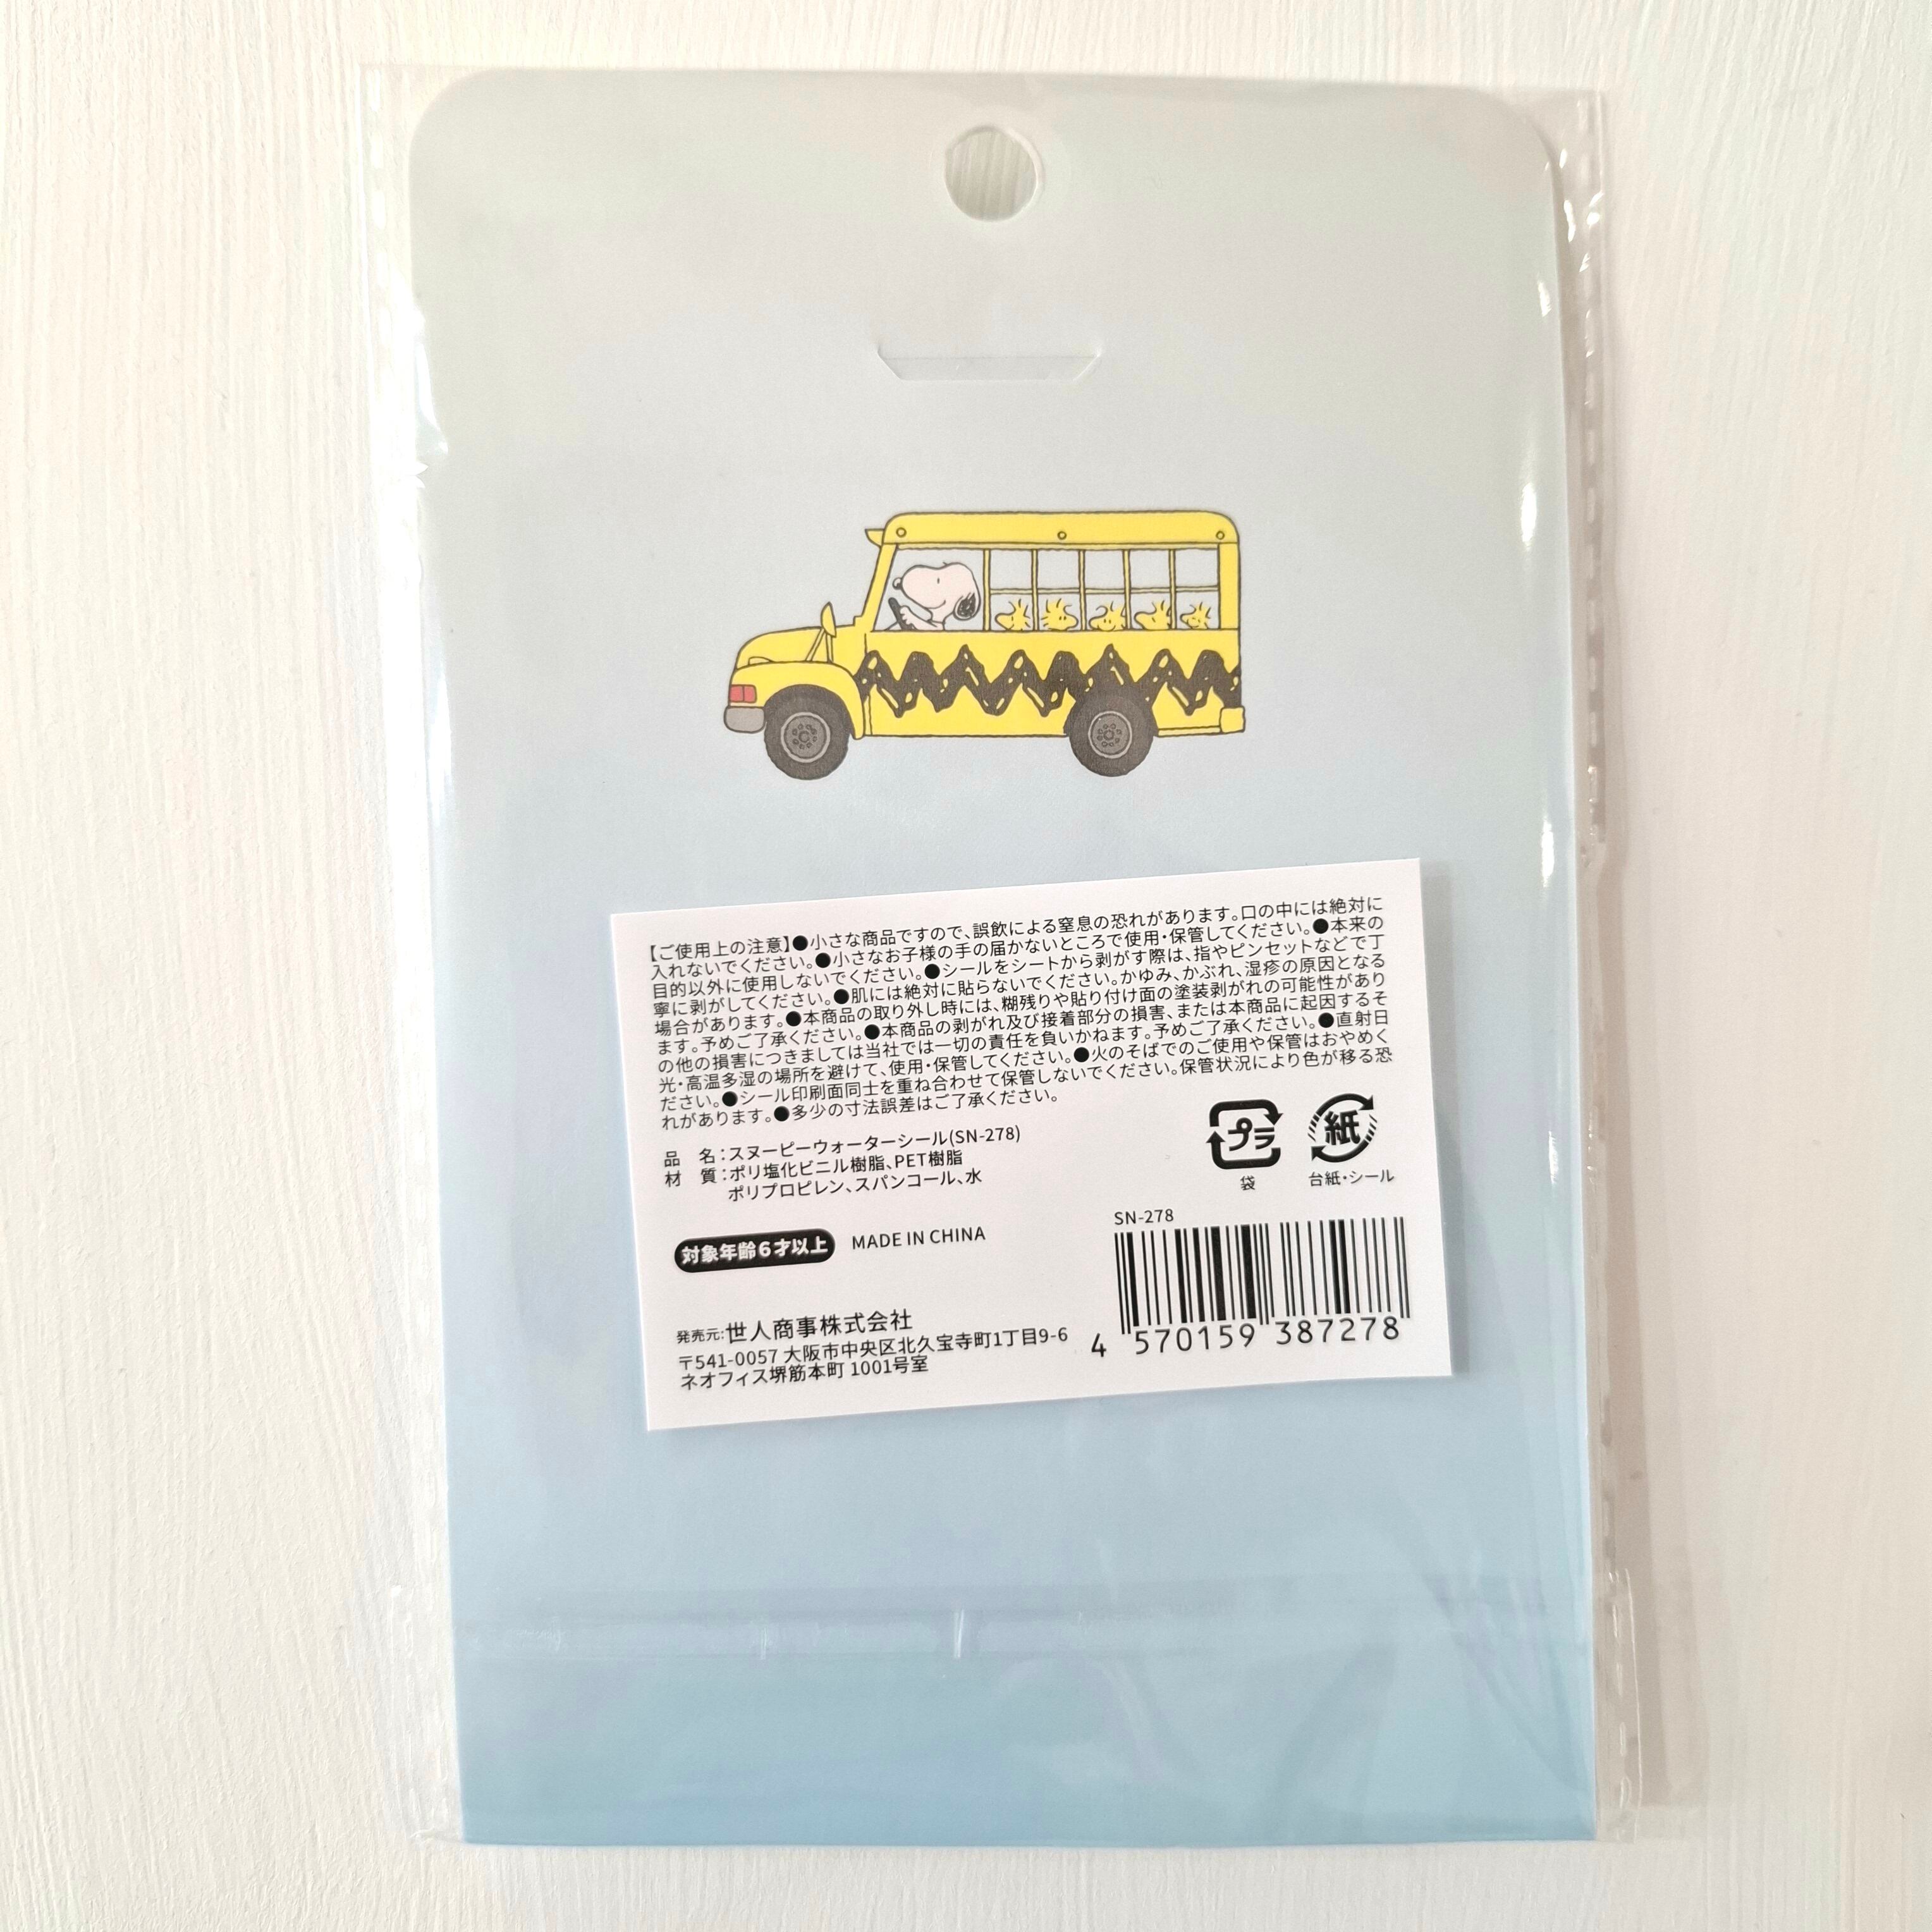 【ご使用上の注意】●小さな商品ですので、誤飲による窒息の恐れがあります。口の中には絶対に
入れないでください。●小さなお子様の手の届かないところで使用・保管してください。●本来の
目的以外に使用しないでください。●シールをシートから剥がす際は、指やピンセットなどで丁
寧に剥がしてください。●肌には絶対に貼らないでください。かゆみ、かぶれ、湿疹の原因となる
場合があります。●本商品の取り外し時には、糊残りや貼り付け面の塗装剥がれの可能性があり
ます。予めご了承ください。●本商品の剥がれ及び接着部分の損害、または本商品に起因するそ
の他の損害につきましては当社では一切の責任を負いかねます。予めご了承ください。●直射日
光・高温多湿の場所を避けて、使用・保管してください。●火のそばでのご使用や保管はおやめく
ださい。●シール印刷面同士を重ね合わせて保管しないでください。保管状況により色が移る恐
れがあります。●多少の寸法誤差はご了承ください。
品 名：スヌーピーウォーターシール(SN-278)
材 質：ポリ塩化ビニル樹脂、PET樹脂
ポリプロピレン、スパンコール、水
プラ
袋
紙
台紙・シール
対象年齢6才以上
MADE IN CHINA
SN-278
4 570159 387278
発売元：世人商事株式会社
〒541-0057 大阪市中央区北久宝寺町1丁目9-6
ネオフィス堺筋本町 1001号室